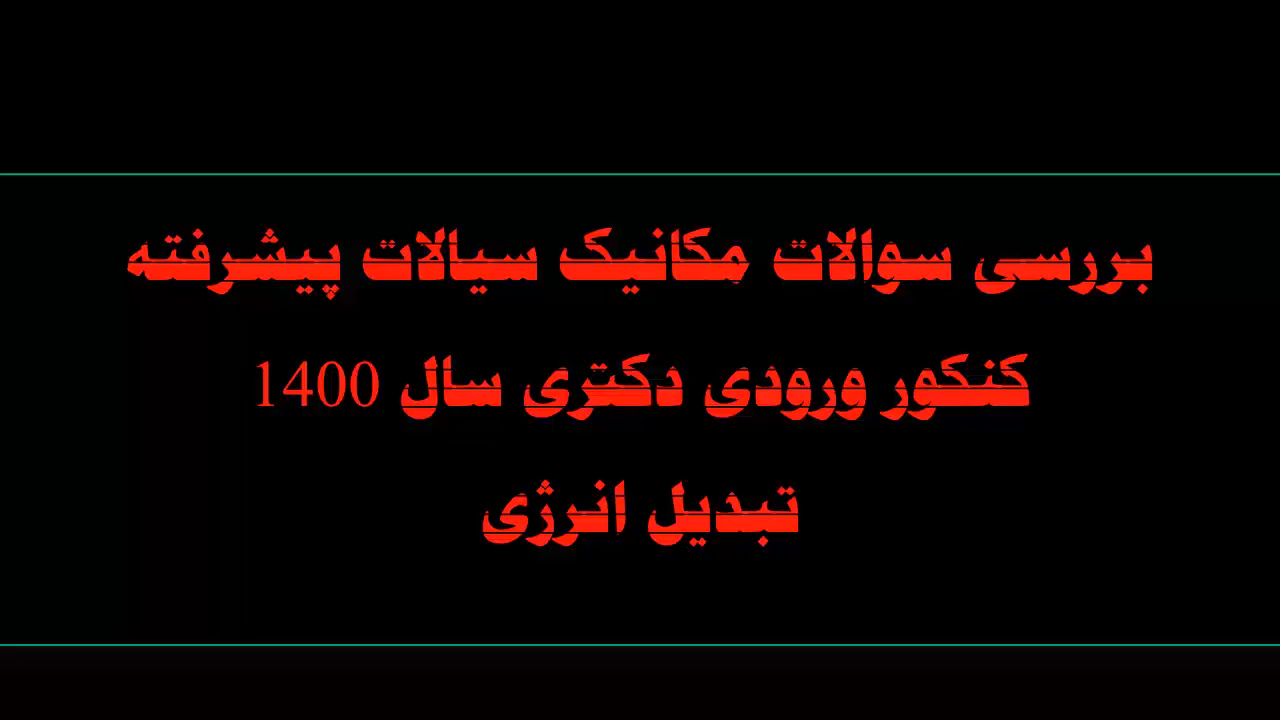 بررسی سوالات مکانیک سیالات پیشرفته
کنکور ورودی دکتری سال 1400
تبدیل انرژی